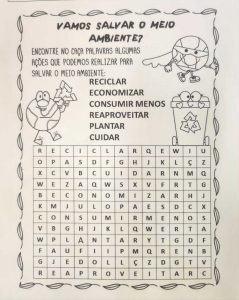 VAMOS SALVAR O MEIO
AMBIENTE?
ENCONTRE NO CAÇA PALAVRAS ALGUMAS
AÇÕES QUE PODEMOS REALIZAR PARA
SALVAR O MEIO AMBIENTE:
RECICLAR
ECONOMIZAR
CONSUMIR MENOS
REAPROVEITAR
PLANTAR
CUIDAR
R E C I C L A R Q E W I U
O P A S D F G H J K L Ç Z
X C V B C U I D A R N M Q
W E Z A Q W S X V F R T G
B E C O N O M I Z A R H J
K M J U L O P A E S D C X
C O N S U M I R M E N O S
V B G H J K L Q W E R T A
W P L A N T A R Y T G D F
F A U F I I P M Q R E N B
G J E D O L Ç Z D G T V
R E A P R O V E I T A R C